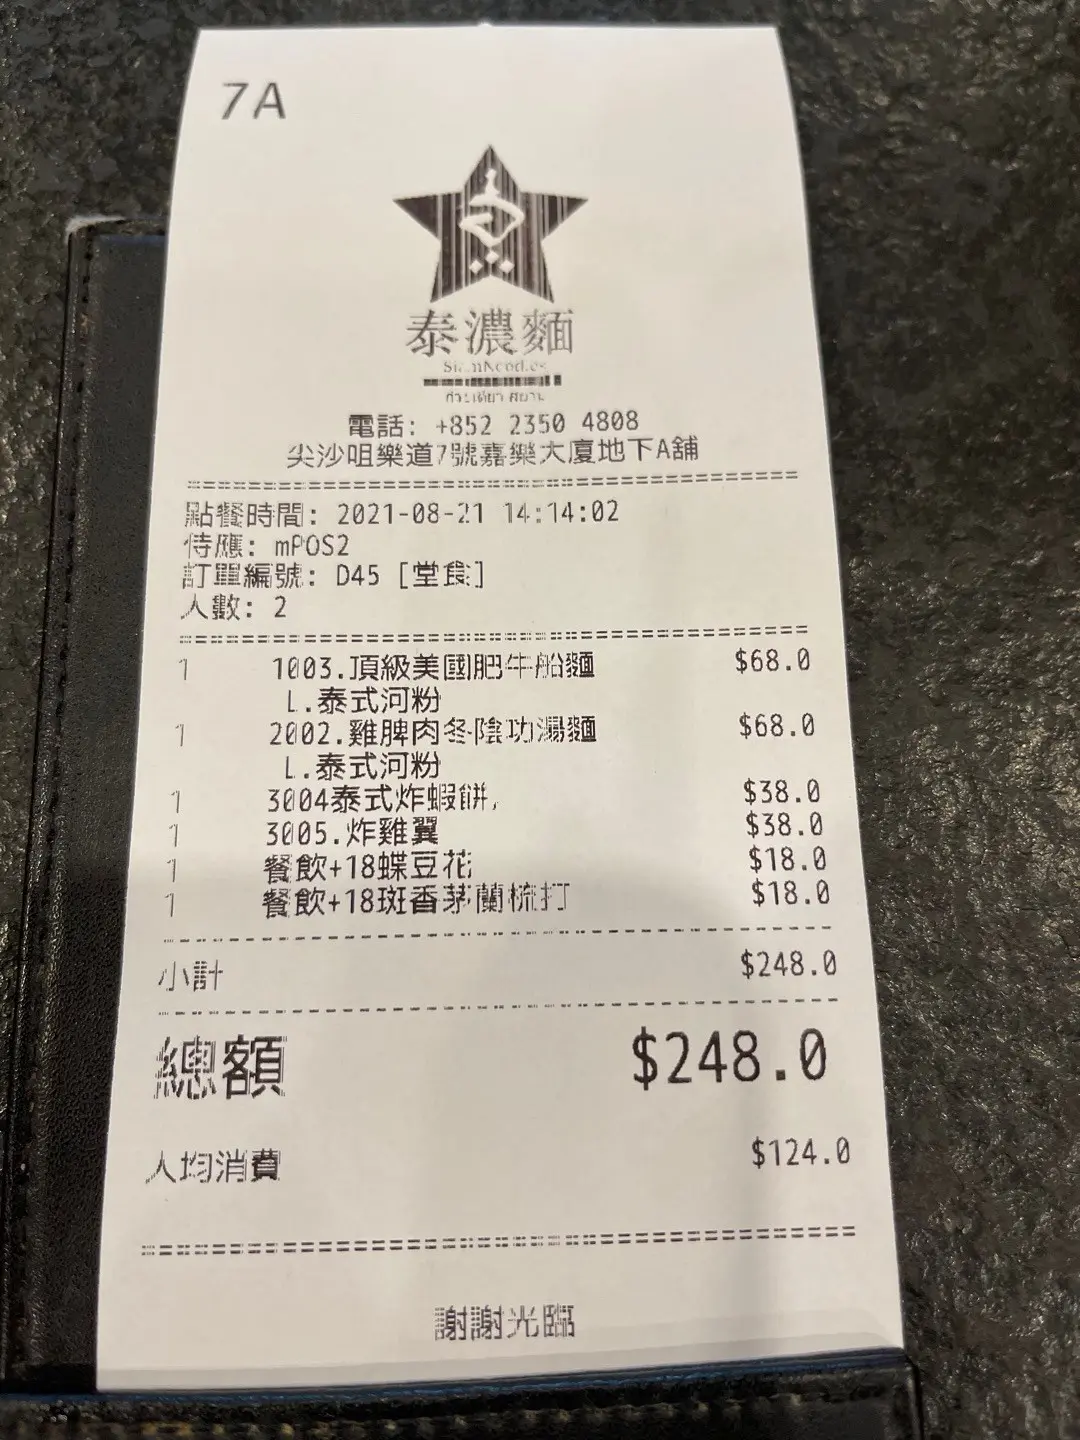 7A
泰濃麵
SiamNoodles
電話: +852 2350 4808
尖沙咀樂道7號嘉樂大廈地下A舖
點餐時間: 2021-08-21 14:14:02
侍應: mPOS2
訂單編號: D45 [堂食]
人數: 2
1 1003.頂級美國肥牛船麵 $68.0
L.泰式河粉
1 2002.雞脾肉冬陰功湯麵 $68.0
L.泰式河粉
1 3004泰式炸蝦餅, $38.0
1 3005.炸雞翼 $38.0
1 餐飲+18蝶豆花 $18.0
1 餐飲+18斑香茅蘭梳打 $18.0
小計 $248.0
總額 $248.0
人均消費 $124.0
謝謝光臨